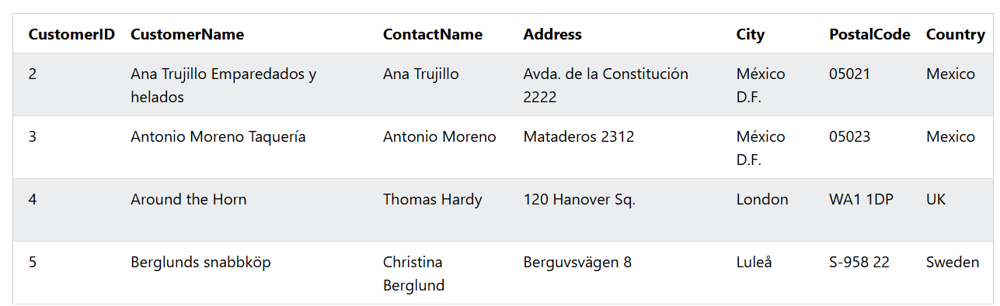 CustomerID CustomerName ContactName Address City PostalCode Country
2 Ana Trujillo Emparedados y Ana Trujillo Avda. de la Constitución México 05021 Mexico
helados 2222 D.F.
3 Antonio Moreno Taquería Antonio Moreno Mataderos 2312 México 05023 Mexico
D.F.
4 Around the Horn Thomas Hardy 120 Hanover Sq. London WA1 1DP UK
5 Berglunds snabbköp Christina Berguvsvägen 8 Luleå S-958 22 Sweden
Berglund